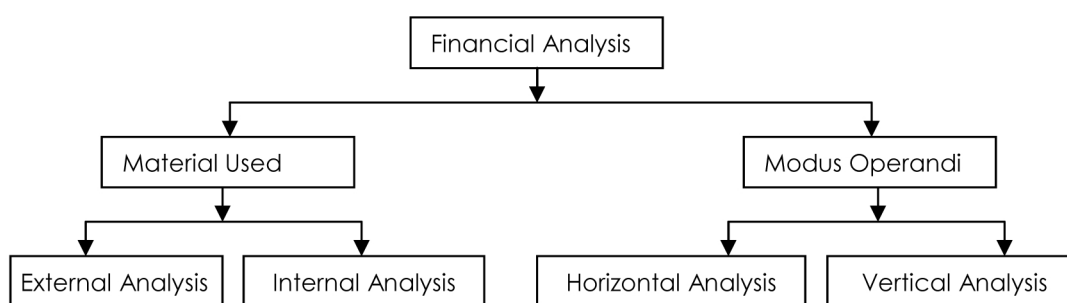 Financial Analysis
Material Used
Modus Operandi
External Analysis
Internal Analysis
Horizontal Analysis
Vertical Analysis